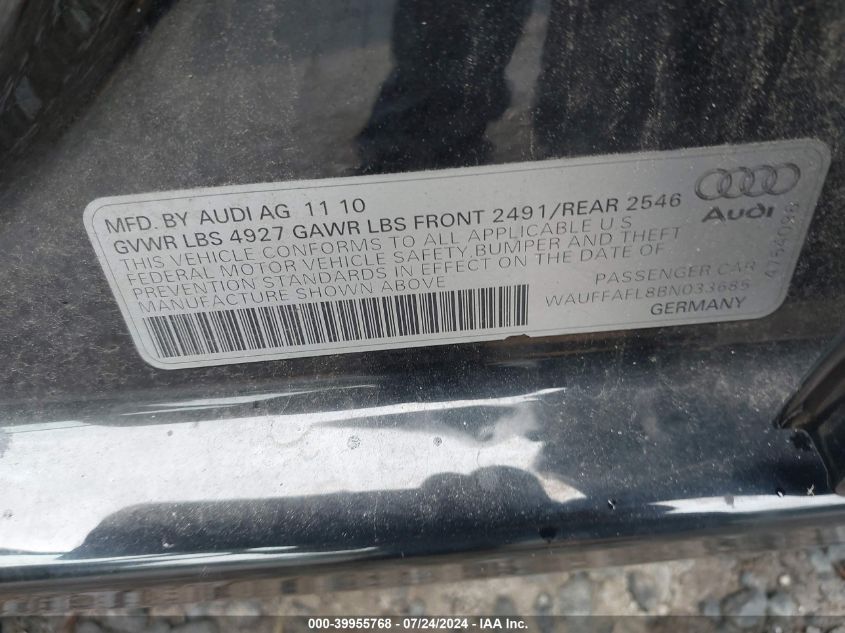 MFD. BY AUDI AG 11 10
GVWR LBS 4927 GAWR LBS FRONT 2491/REAR 2546
THIS VEHICLE CONFORMS TO ALL APPLICABLE U S
FEDERAL MOTOR VEHICLE SAFETY,BUMPER AND THEFT
PREVENTION STANDARDS IN EFFECT ON THE DATE OF
MANUFACTURE SHOWN ABOVE
Audi
PASSENGER CAR
WAUFFAFL8BN033685
GERMANY
000-39955768 - 07/24/2024 - IAA Inc.